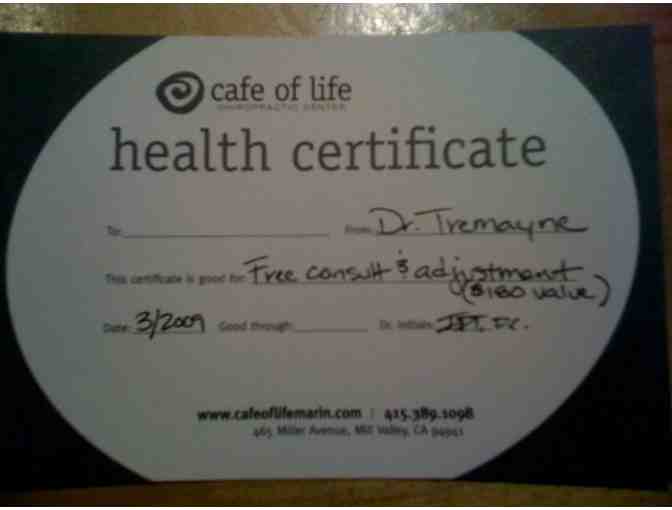 cafe of life
CHIROPRACTIC CENTER
health certificate
To: From: Dr. Tremayne
This certificate is good for: Free consult & adjustment
($180 value)
Date: 3/2009 Good through: Dr. Initials:
www.cafeoflifemarin.com | 415.389.1098
465 Miller Avenue, Mill Valley, CA 94941